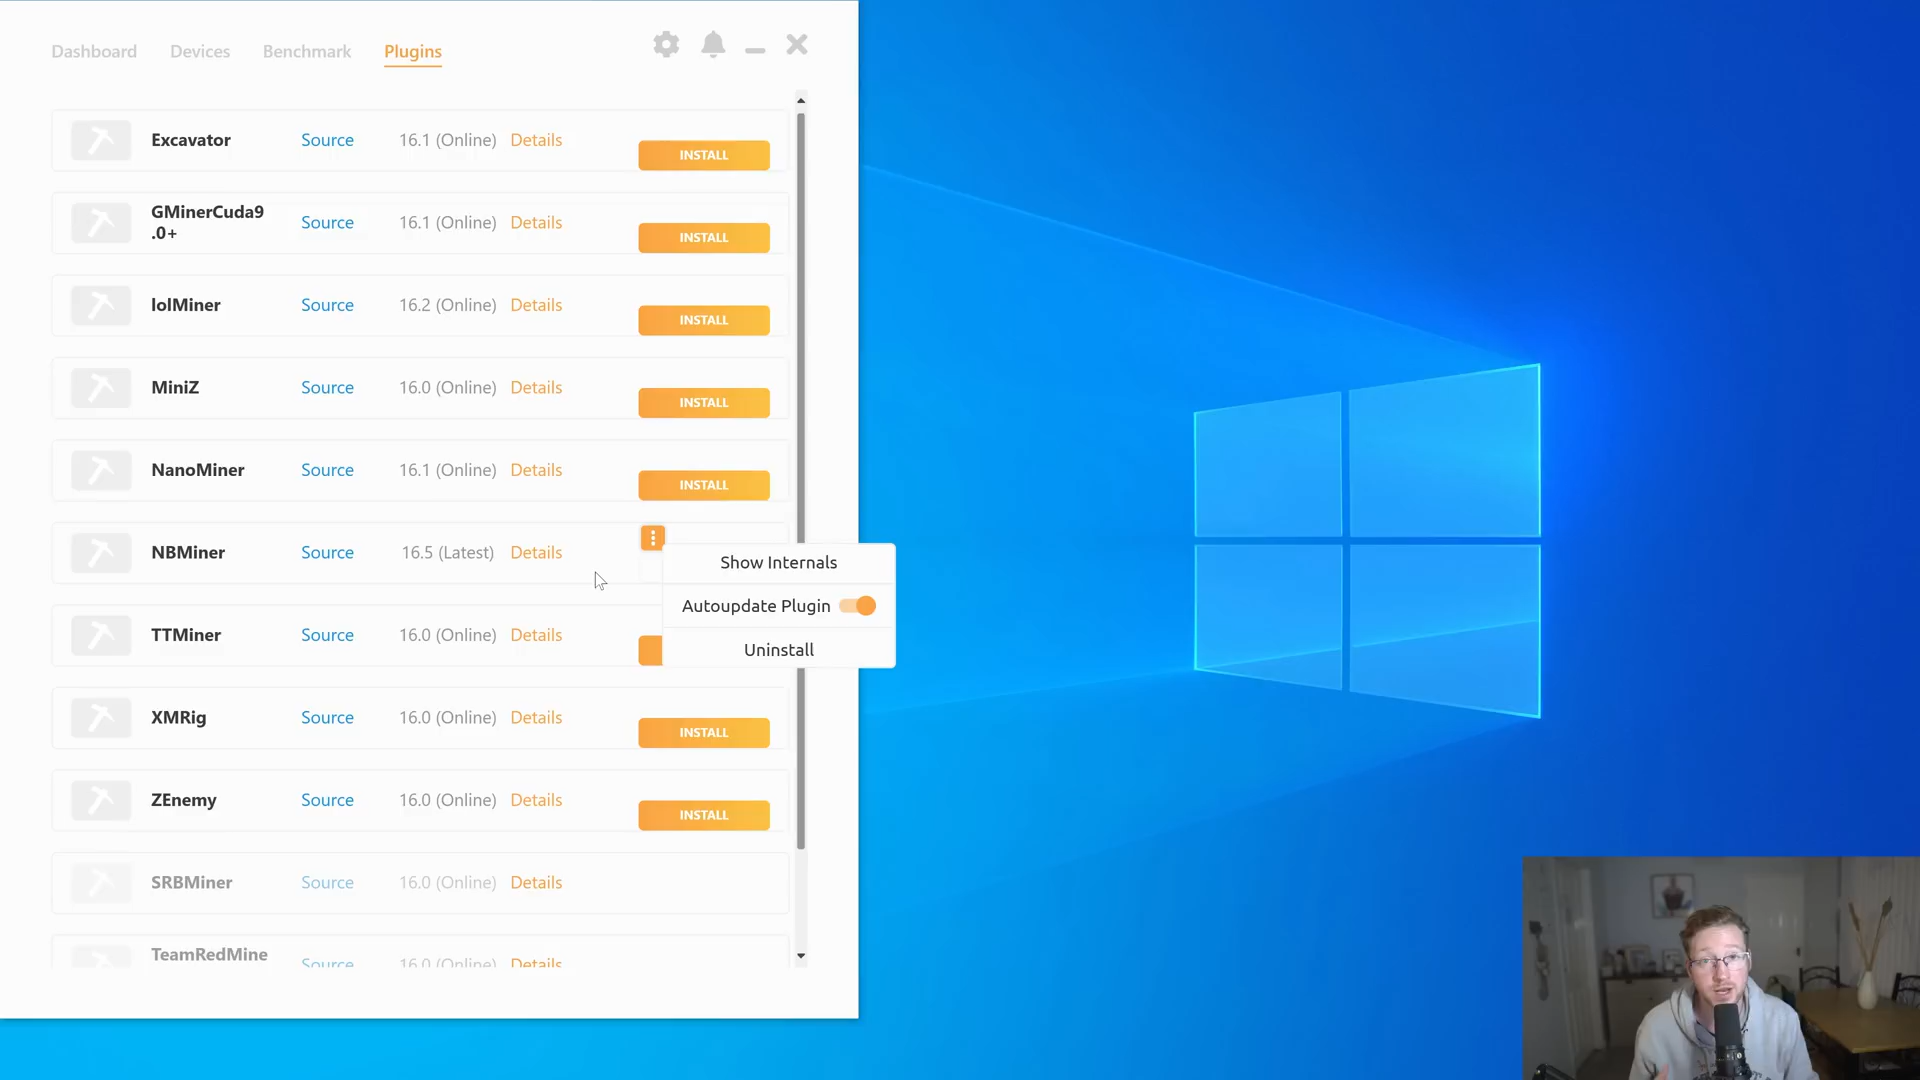 Dashboard Devices Benchmark Plugins
Excavator Source 16.1 (Online) Details INSTALL
GMinerCuda9
.0+ Source 16.1 (Online) Details INSTALL
lolMiner Source 16.2 (Online) Details INSTALL
MiniZ Source 16.0 (Online) Details INSTALL
NanoMiner Source 16.1 (Online) Details INSTALL
NBMiner Source 16.5 (Latest) Details
Show Internals
Autoupdate Plugin
Uninstall
TTMiner Source 16.0 (Online) Details
XMRig Source 16.0 (Online) Details INSTALL
ZEnemy Source 16.0 (Online) Details INSTALL
SRBMiner Source 16.0 (Online) Details
TeamRedMine Source 16.0 (Online) Details